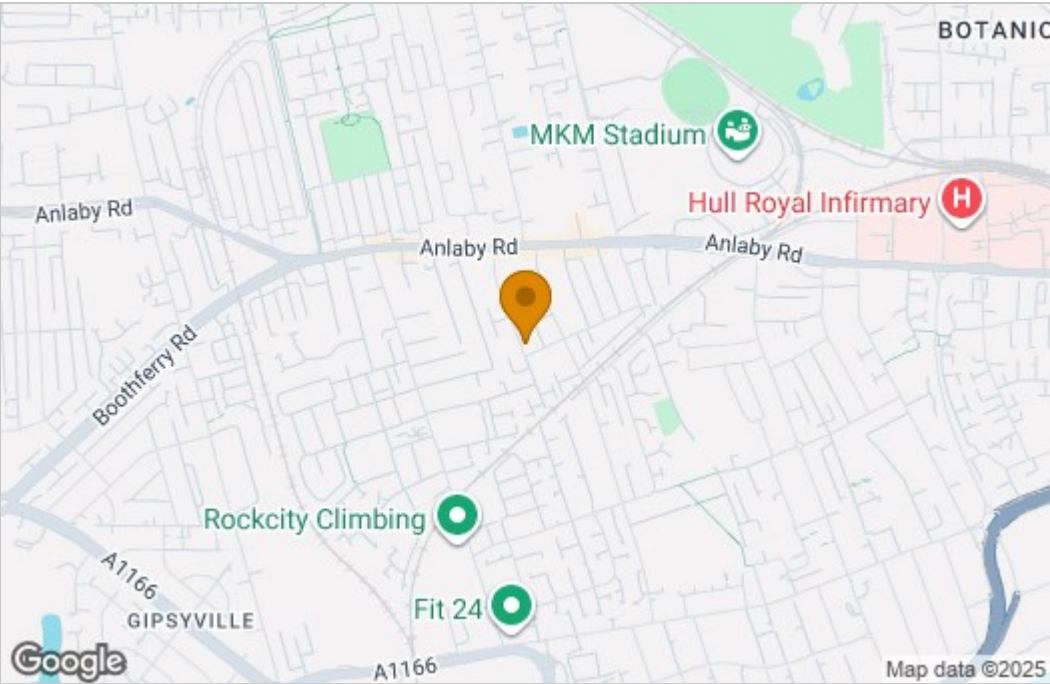 BOTANIC
MKM Stadium
Hull Royal Infirmary
H
Anlaby Rd
Anlaby Rd
Anlaby Rd
Boothferry Rd
Rockcity Climbing
A1166
Fit 24
GIPSYVILLE
A1166
Google
Map data ©2025